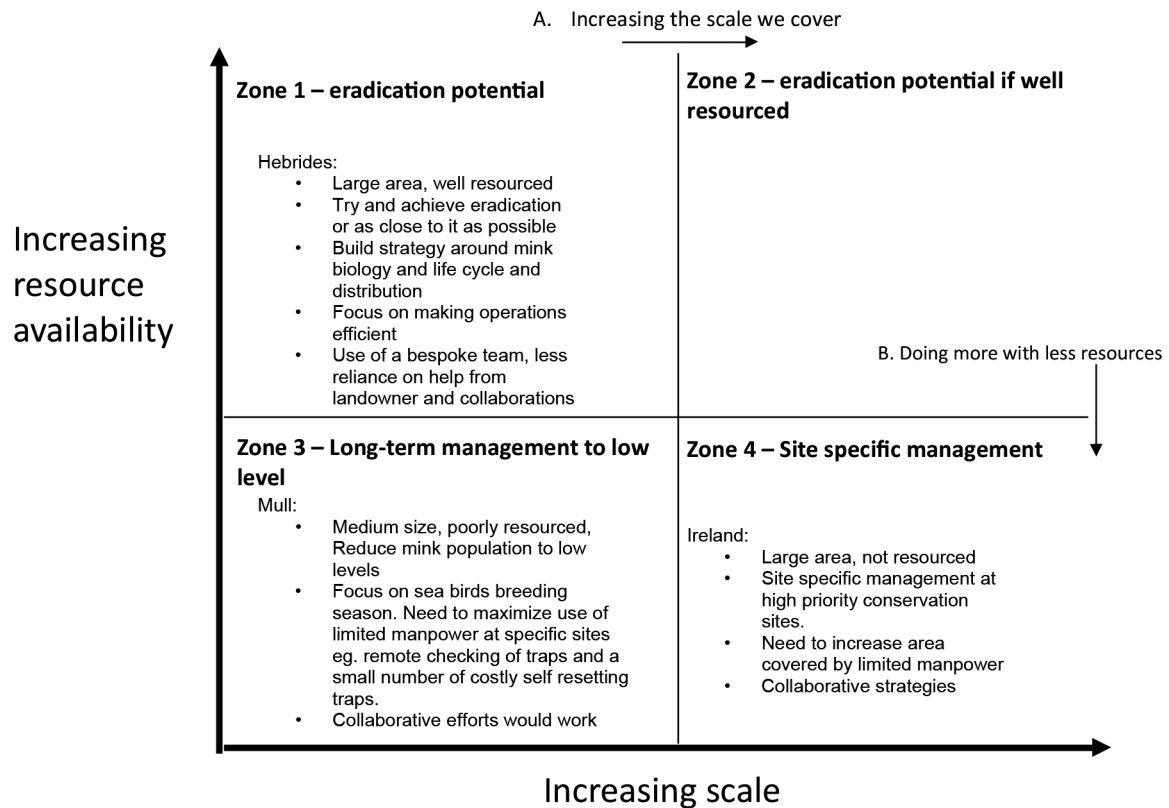 A. Increasing the scale we cover
Zone 1 – eradication potential
Hebrides:
• Large area, well resourced
• Try and achieve eradication
or as close to it as possible
• Build strategy around mink
biology and life cycle and
distribution
• Focus on making operations
efficient
• Use of a bespoke team, less
reliance on help from
landowner and collaborations
Zone 2 – eradication potential if well
resourced
Increasing
resource
availability
B. Doing more with less resources
Zone 3 – Long-term management to low
level
Mull:
• Medium size, poorly resourced,
Reduce mink population to low
levels
• Focus on sea birds breeding
season. Need to maximize use of
limited manpower at specific sites
eg. remote checking of traps and a
small number of costly self resetting
traps.
• Collaborative efforts would work
Zone 4 – Site specific management
Ireland:
• Large area, not resourced
• Site specific management at
high priority conservation
sites.
• Need to increase area
covered by limited manpower
• Collaborative strategies
Increasing scale